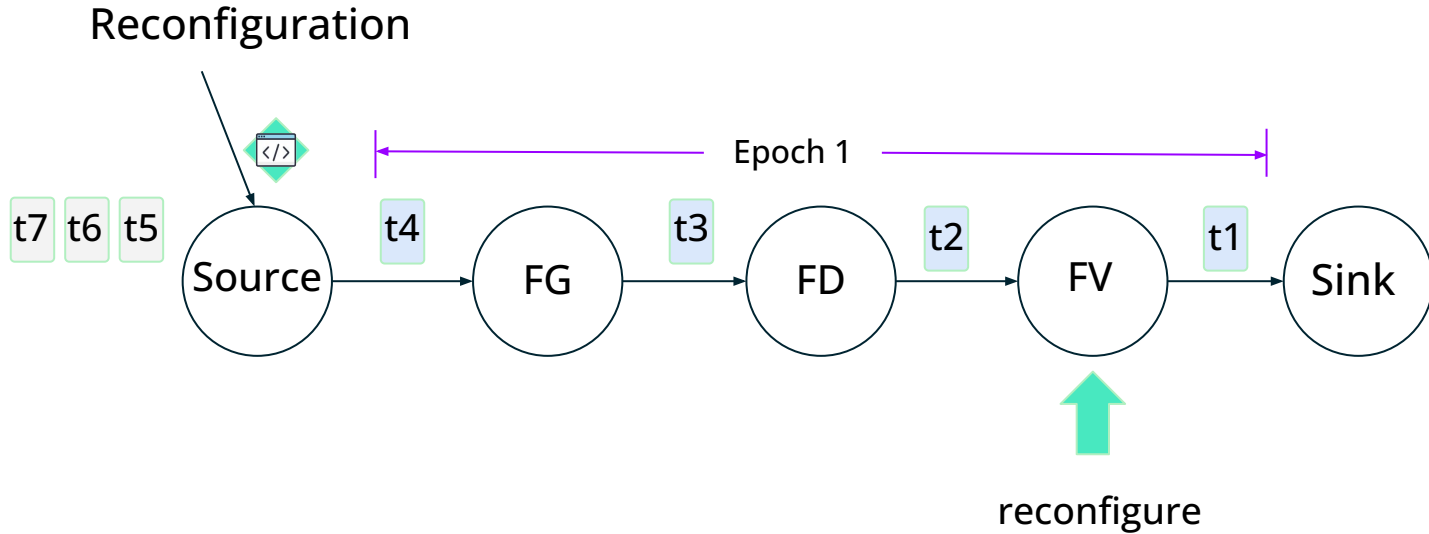 Reconfiguration
</>
Epoch 1
t7 t6 t5 t4 t3 t2 t1
Source FG FD FV Sink
reconfigure